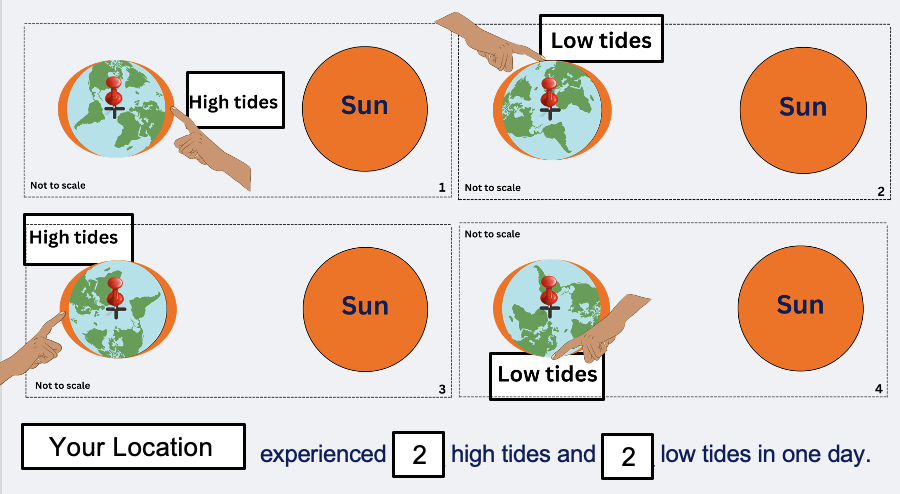 High tides
Sun
Not to scale
1
Low tides
Sun
Not to scale
2
High tides
Sun
Not to scale
3
Not to scale
Sun
Low tides
4
Your Location experienced 2 high tides and 2 low tides in one day.